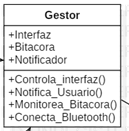 Gestor
+Interfaz
+Bitacora
+Notificador
+Controla_interfaz()
+Notifica_Usuario()
+Monitorea_Bitacora()
+Conecta_Bluetooth()